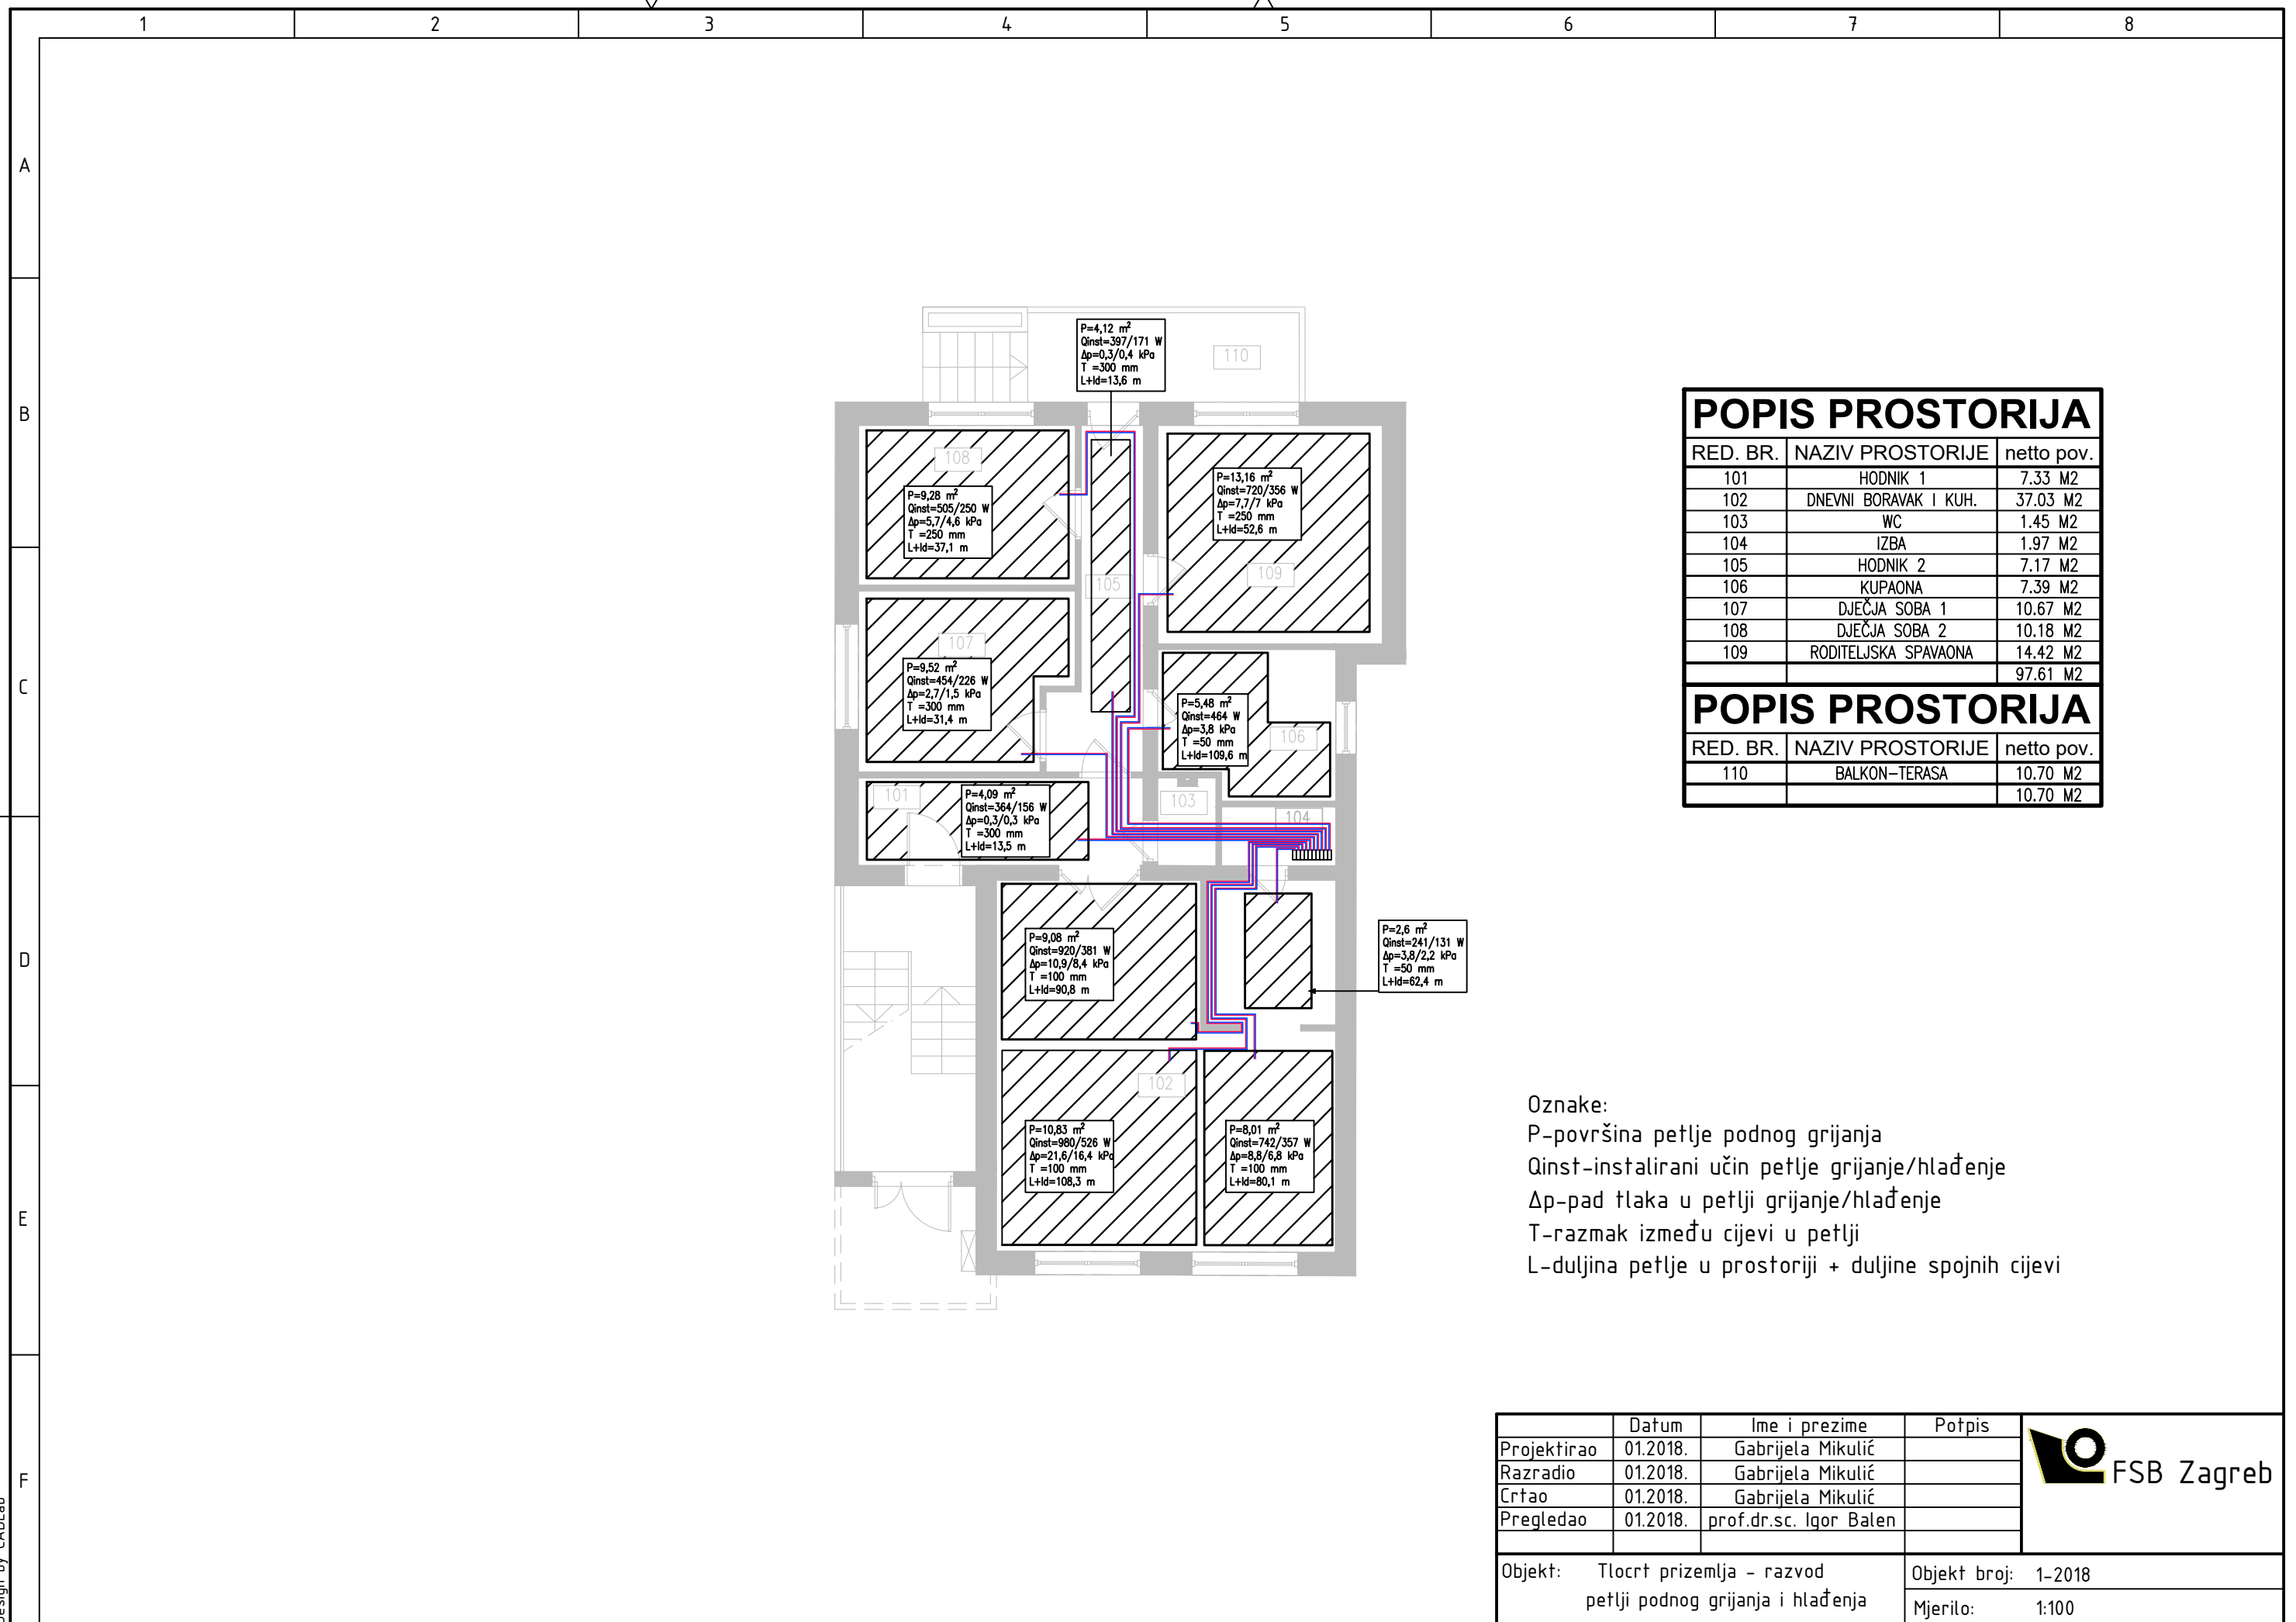 1 2 3 4 5 6 7 8
A
B
C
D
E
F
P=4,12 m²
Qinst=397/171 W
Δp=0,3/0,4 kPa
T =300 mm
L+ld=13,6 m
110
108
P=9,28 m²
Qinst=505/250 W
Δp=5,7/4,6 kPa
T =250 mm
L+ld=37,1 m
P=13,16 m²
Qinst=720/356 W
Δp=7,7/7 kPa
T =250 mm
L+ld=52,6 m
109
105
107
P=9,52 m²
Qinst=454/226 W
Δp=2,7/1,5 kPa
T =300 mm
L+ld=31,4 m
P=5,48 m²
Qinst=464 W
Δp=3,8 kPa
T =50 mm
L+ld=109,6 m
106
101
P=4,09 m²
Qinst=364/156 W
Δp=0,3/0,3 kPa
T =300 mm
L+ld=13,5 m
103
104
P=9,08 m²
Qinst=920/381 W
Δp=10,9/8,4 kPa
T =100 mm
L+ld=90,8 m
P=2,6 m²
Qinst=241/131 W
Δp=3,8/2,2 kPa
T =50 mm
L+ld=62,4 m
102
P=10,83 m²
Qinst=980/526 W
Δp=21,6/16,4 kPa
T =100 mm
L+ld=108,3 m
P=8,01 m²
Qinst=742/357 W
Δp=8,8/6,8 kPa
T =100 mm
L+ld=80,1 m
POPIS PROSTORIJA
RED. BR. NAZIV PROSTORIJE netto pov.
101 HODNIK 1 7.33 M2
102 DNEVNI BORAVAK I KUH. 37.03 M2
103 WC 1.45 M2
104 IZBA 1.97 M2
105 HODNIK 2 7.17 M2
106 KUPAONA 7.39 M2
107 DJEČJA SOBA 1 10.67 M2
108 DJEČJA SOBA 2 10.18 M2
109 RODITELJSKA SPAVAONA 14.42 M2
97.61 M2
POPIS PROSTORIJA
RED. BR. NAZIV PROSTORIJE netto pov.
110 BALKON-TERASA 10.70 M2
10.70 M2
Oznake:
P-površina petlje podnog grijanja
Qinst-instalirani učin petlje grijanje/hlađenje
Δp-pad tlaka u petlji grijanje/hlađenje
T-razmak između cijevi u petlji
L-duljina petlje u prostoriji + duljine spojnih cijevi
Datum Ime i prezime Potpis
Projektirao 01.2018. Gabrijela Mikulić
Razradio 01.2018. Gabrijela Mikulić
Crtao 01.2018. Gabrijela Mikulić
Pregledao 01.2018. prof.dr.sc. Igor Balen
FSB Zagreb
Objekt: Tlocrt prizemlja - razvod
petlji podnog grijanja i hlađenja
Objekt broj: 1-2018
Mjerilo: 1:100
Design by CADLab